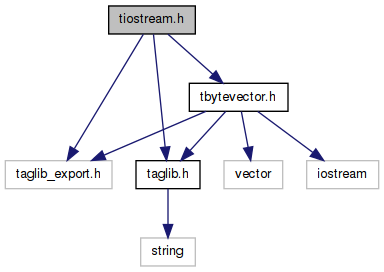 tiostream.h
tbytevector.h
taglib_export.h
taglib.h
vector
iostream
string